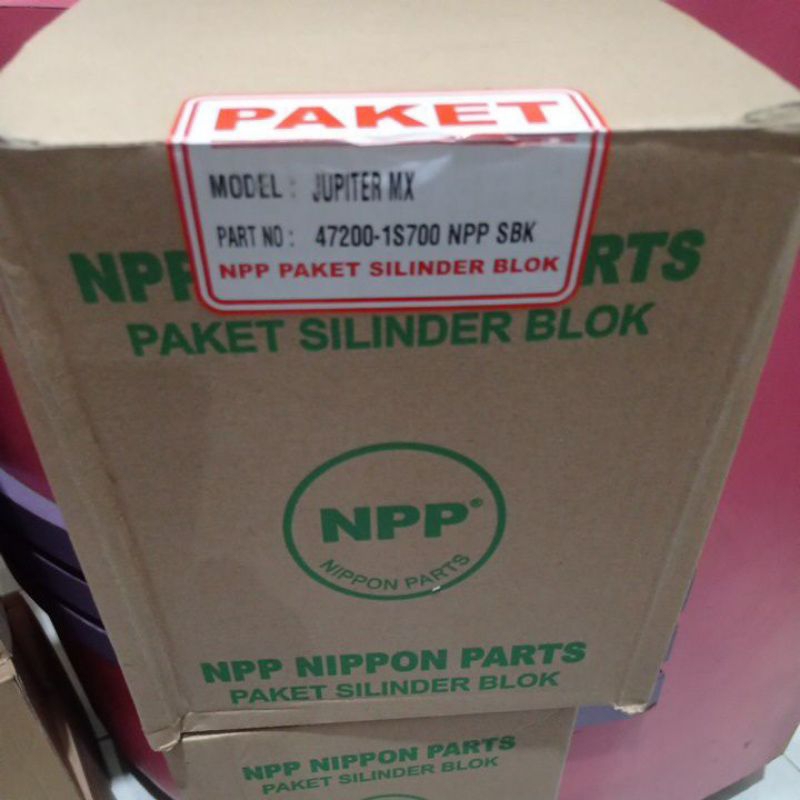 PAKET
MODEL : JUPITER MX
PART NO : 47200-1S700 NPP SBK
NPP PAKET SILINDER BLOK
NPP RTS
PAKET SILINDER BLOK
NPP®
NIPPON PARTS
NPP NIPPON PARTS
PAKET SILINDER BLOK
NPP NIPPON PARTS
PAKET SILINDER BLOK